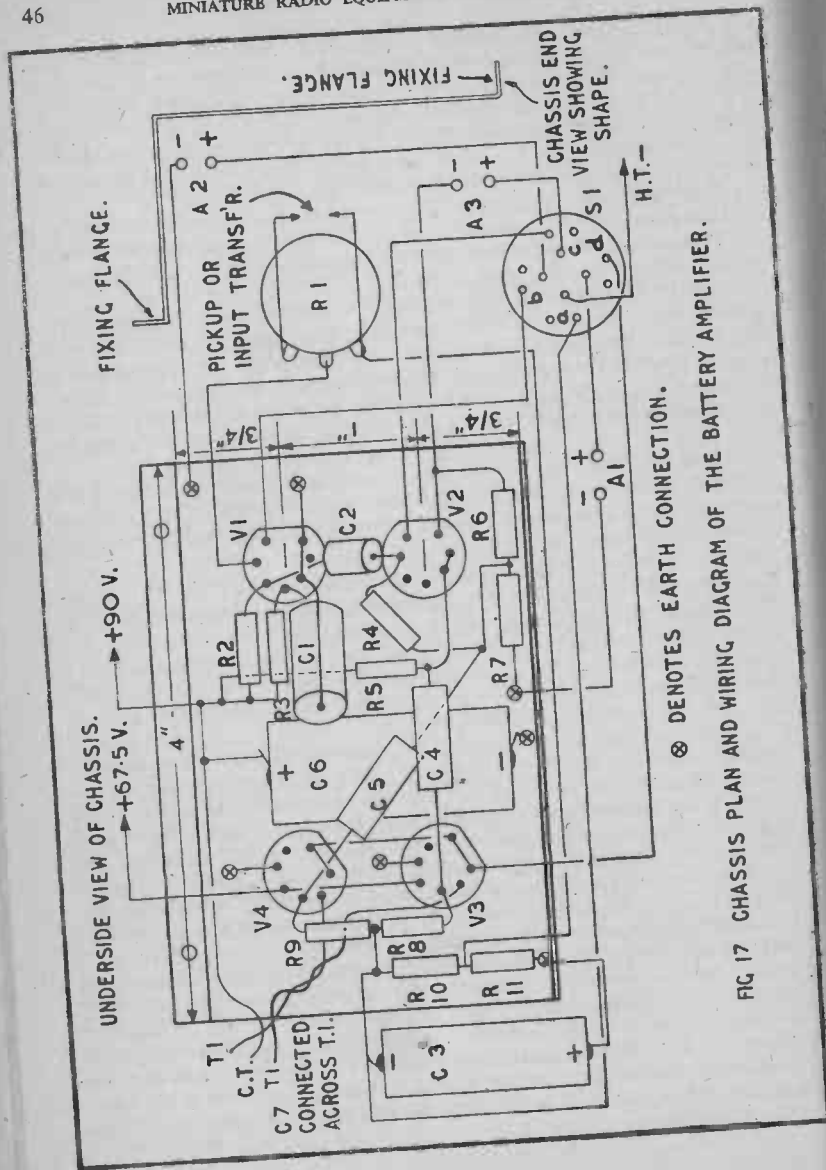 46
MINIATURE RADIO
UNDERSIDE VIEW OF CHASSIS.
+67·5 V.
+90 V.
FIXING FLANGE.
FIXING FLANGE.
CHASSIS END
VIEW SHOWING
SHAPE.
4"
3/4"
1"
3/4"
PICKUP OR
INPUT TRANSF'R.
R1
A2
-
+
A3
-
+
S1
a
b
c
d
H.T.–
A1
-
+
V1
V2
V3
V4
C1
C2
C4
C5
C6
+
–
R2
R3
R4
R5
R6
R7
R8
R9
R
10
R
11
C3
–
+
T1
C.T.
T1
C7
CONNECTED
ACROSS T.1.
⊗ DENOTES EARTH CONNECTION.
FIG 17 CHASSIS PLAN AND WIRING DIAGRAM OF THE BATTERY AMPLIFIER.